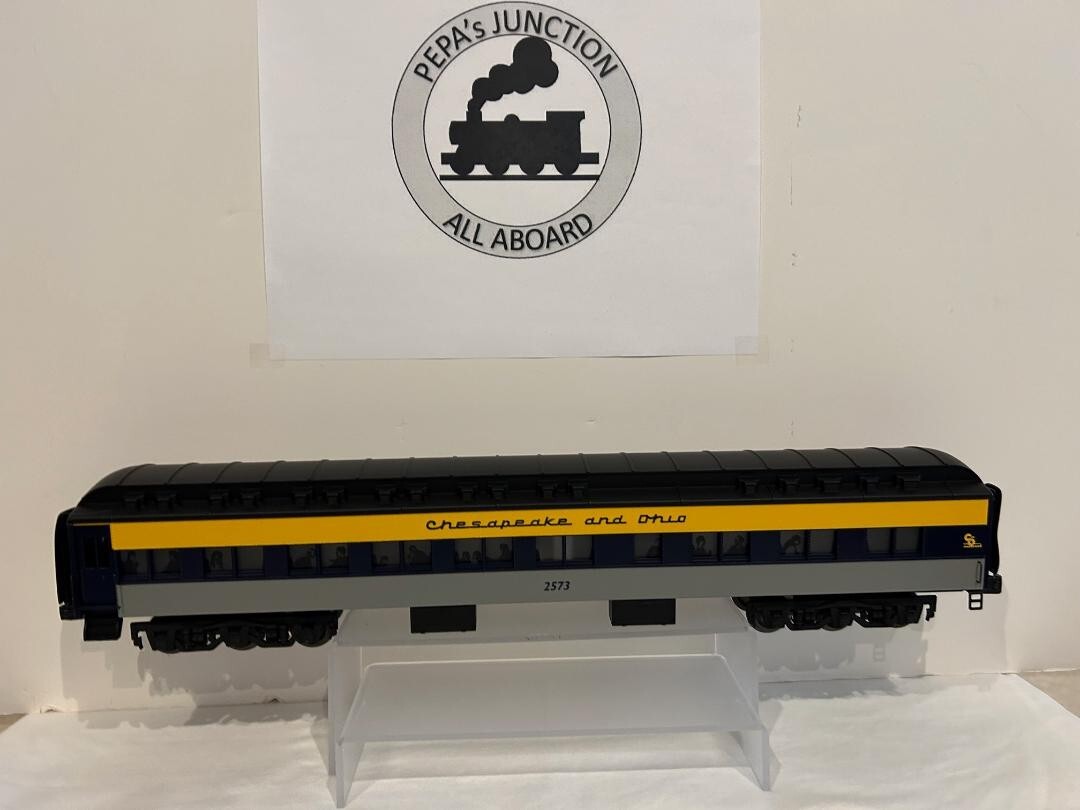 PEPA's JUNCTION
ALL ABOARD
Chesapeake and Ohio
2573